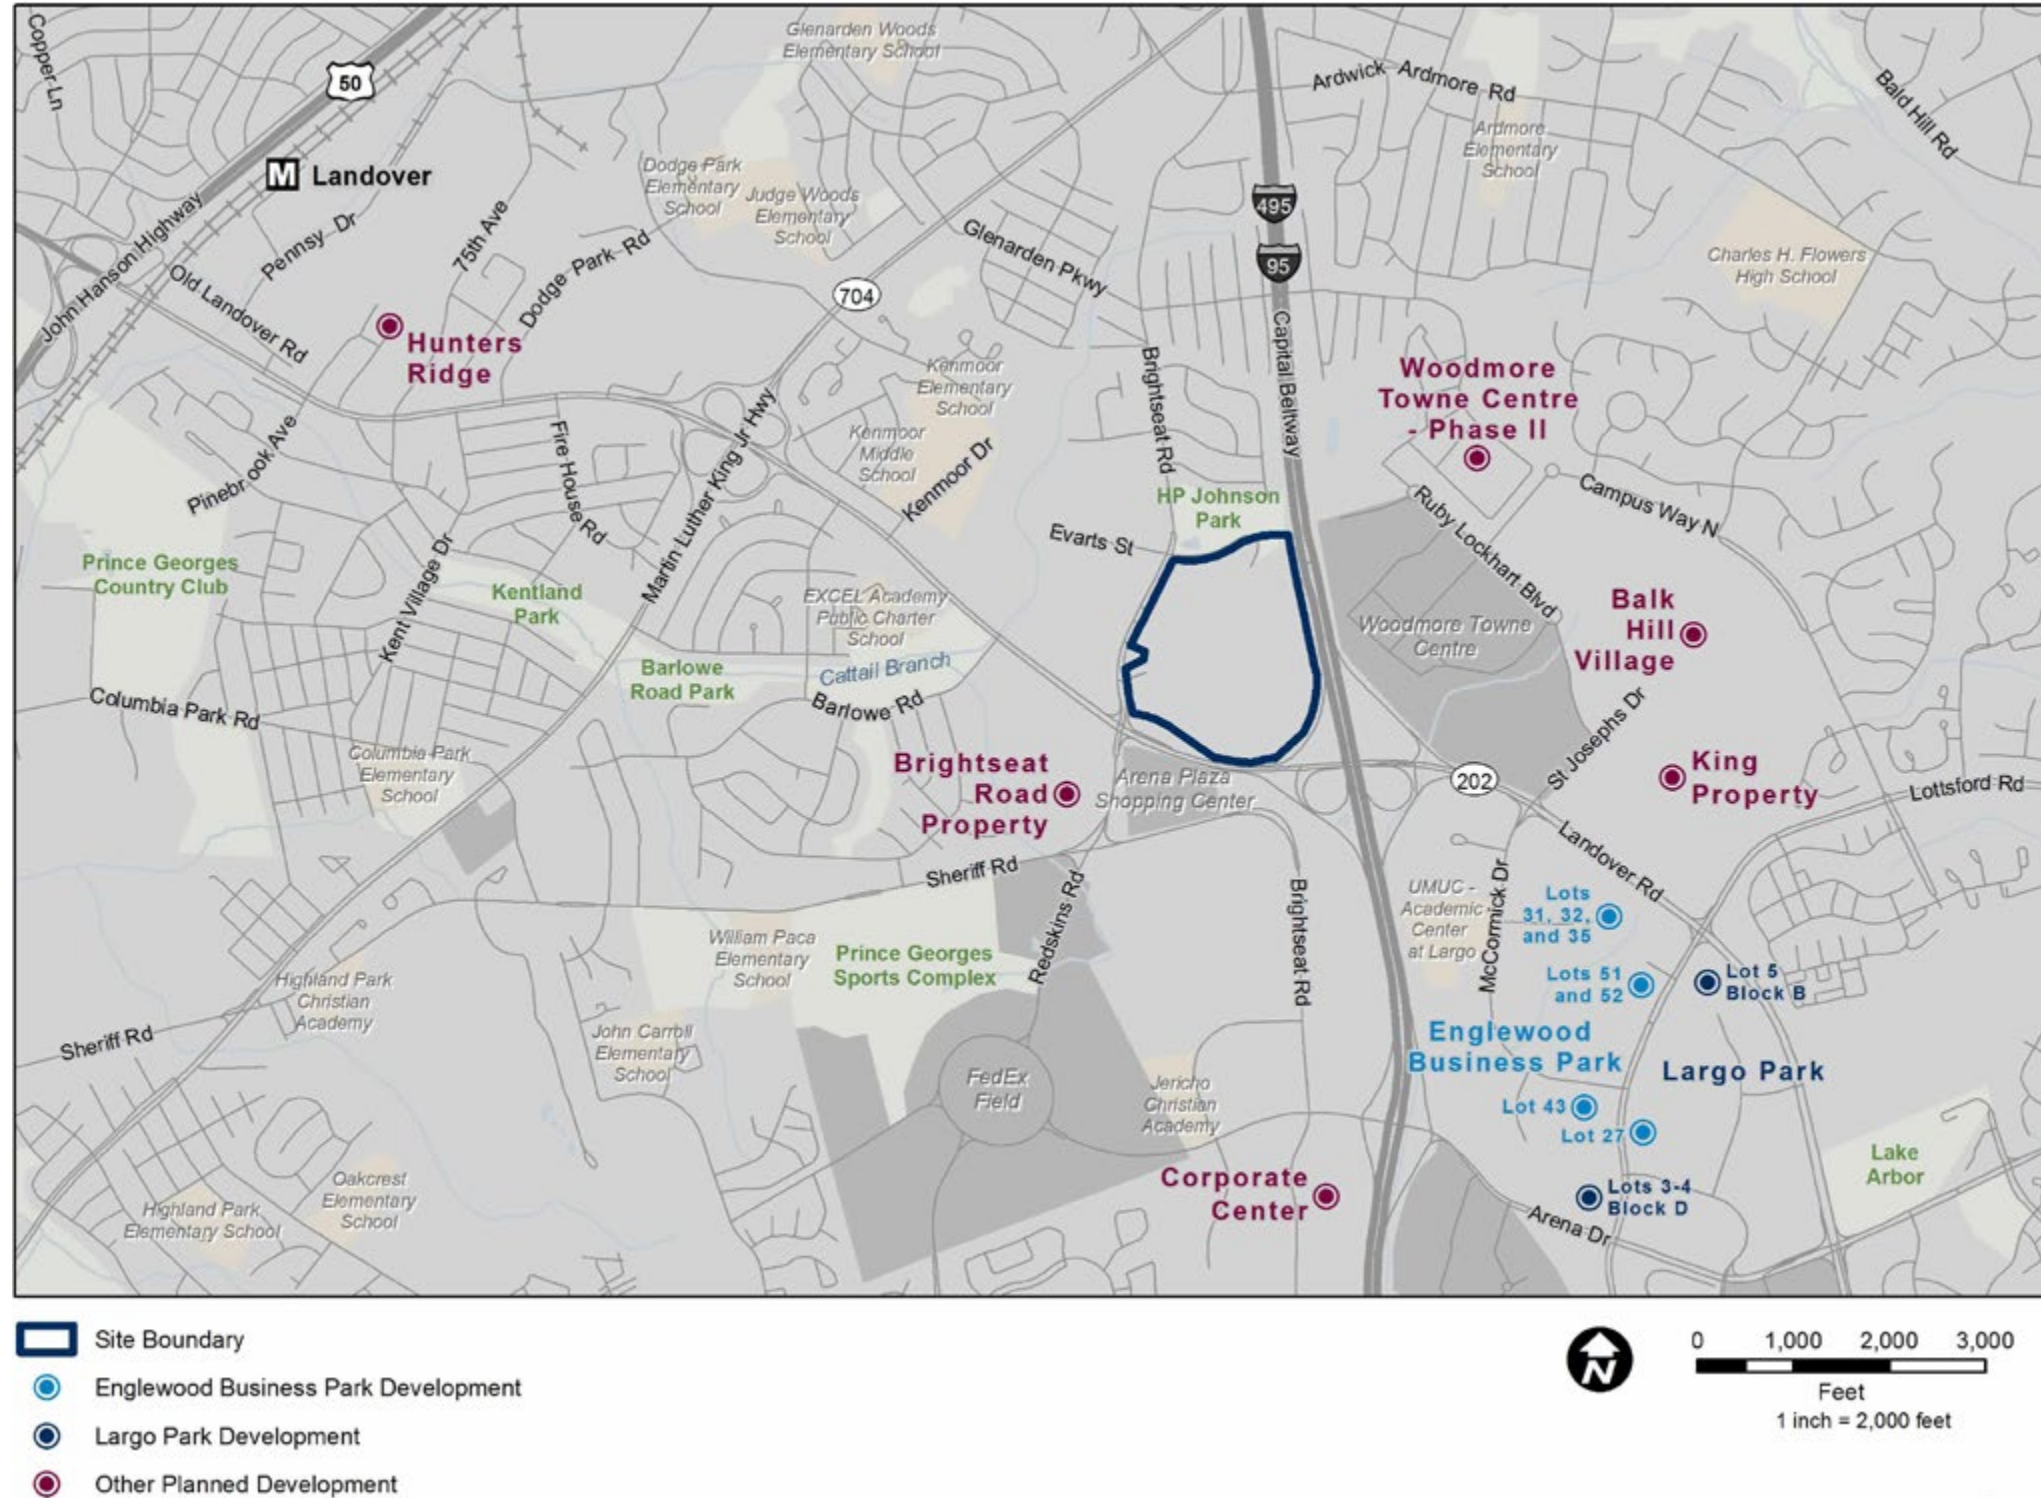 Copper Ln
50
M Landover
John Hanson Highway
Pennsy Dr
Old Landover Rd
75th Ave
Dodge Park Rd
Hunters
Ridge
Glenarden Woods
Elementary School
Dodge Park
Elementary
School
Judge Woods
Elementary
School
704
Glenarden Pkwy
Ardwick Ardmore Rd
Ardmore
Elementary
School
Bald Hill Rd
495
95
Capital Beltway
Charles H. Flowers
High School
Kenmoor
Elementary
School
Kenmoor
Middle
School
Kenmoor Dr
Brightseat Rd
Woodmore
Towne Centre
- Phase II
HP Johnson
Park
Evarts St
Ruby Lockhart Blvd
Campus Way N
Pinebrook Ave
Fire House Rd
Martin Luther King Jr Hwy
Kent Village Dr
Prince Georges
Country Club
Kentland
Park
EXCEL Academy
Public Charter
School
Cattail Branch
Barlowe
Road Park
Barlowe Rd
Woodmore Towne
Centre
Balk
Hill
Village
Columbia Park Rd
Columbia Park
Elementary
School
Brightseat
Road
Property
Arena Plaza
Shopping Center
202
St Josephs Dr
King
Property
Lottsford Rd
Landover Rd
Sheriff Rd
Redskins Rd
Brightseat Rd
UMUC -
Academic
Center
at Largo
McCormick Dr
Lots
31, 32,
and 35
Lots 51
and 52
Lot 5
Block B
William Paca
Elementary
School
Prince Georges
Sports Complex
Highland Park
Christian
Academy
Sheriff Rd
John Carroll
Elementary
School
FedEx
Field
Jericho
Christian
Academy
Englewood
Business Park
Largo Park
Lot 43
Lot 27
Lots 3-4
Block D
Arena Dr
Lake
Arbor
Corporate
Center
Oakcrest
Elementary
School
Highland Park
Elementary School
Site Boundary
Englewood Business Park Development
Largo Park Development
Other Planned Development
N
0 1,000 2,000 3,000
Feet
1 inch = 2,000 feet